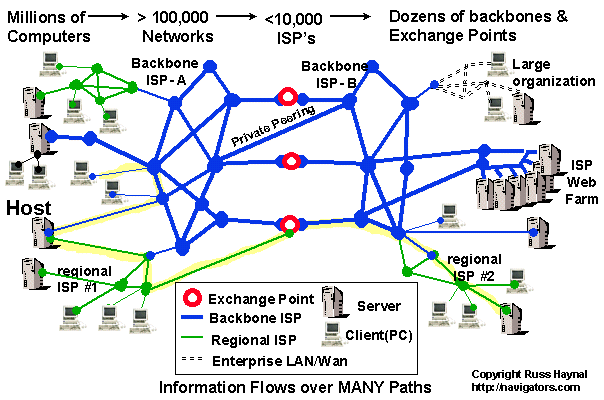 Millions of Computers
> 100,000 Networks
<10,000 ISP's
Dozens of backbones & Exchange Points
Backbone
ISP - A
Backbone
ISP - B
Large
organization
Private Peering
ISP
Web
Farm
Host
regional
ISP #1
regional
ISP #2
Exchange Point
Backbone ISP
Regional ISP
Enterprise LAN/Wan
Server
Client(PC)
Copyright Russ Haynal
http://navigators.com
Information Flows over MANY Paths